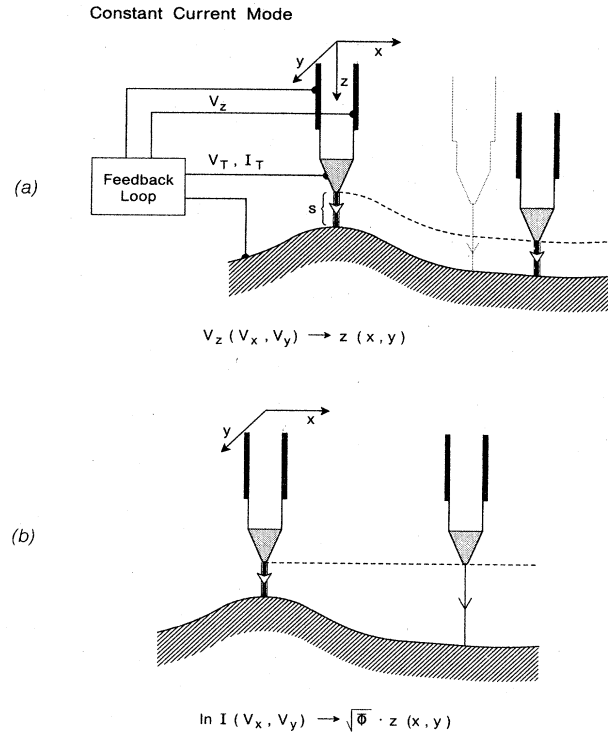 Constant Current Mode
y
x
z
V_z
V_T , I_T
Feedback
Loop
(a)
s
V_z ( V_x , V_y ) → z ( x , y )
y
x
(b)
ln I ( V_x , V_y ) → √Φ · z ( x , y )